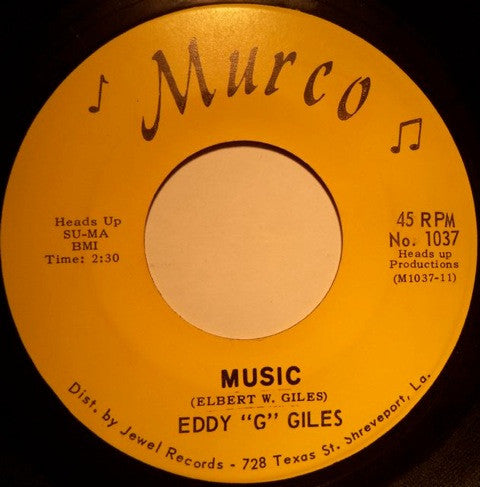 Murco
Heads Up
SU-MA
BMI
Time: 2:30
45 RPM
No. 1037
Heads up
Productions
(M1037-11)
MUSIC
(ELBERT W. GILES)
EDDY "G" GILES
Dist. by Jewel Records - 728 Texas St. Shreveport, La.